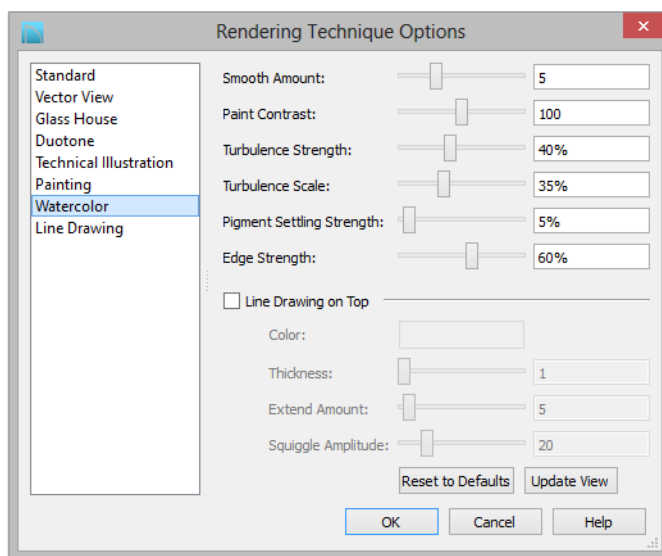 Rendering Technique Options
Standard
Vector View
Glass House
Duotone
Technical Illustration
Painting
Watercolor
Line Drawing
Smooth Amount: 5
Paint Contrast: 100
Turbulence Strength: 40%
Turbulence Scale: 35%
Pigment Settling Strength: 5%
Edge Strength: 60%
Line Drawing on Top
Color:
Thickness: 1
Extend Amount: 5
Squiggle Amplitude: 20
Reset to Defaults Update View
OK Cancel Help